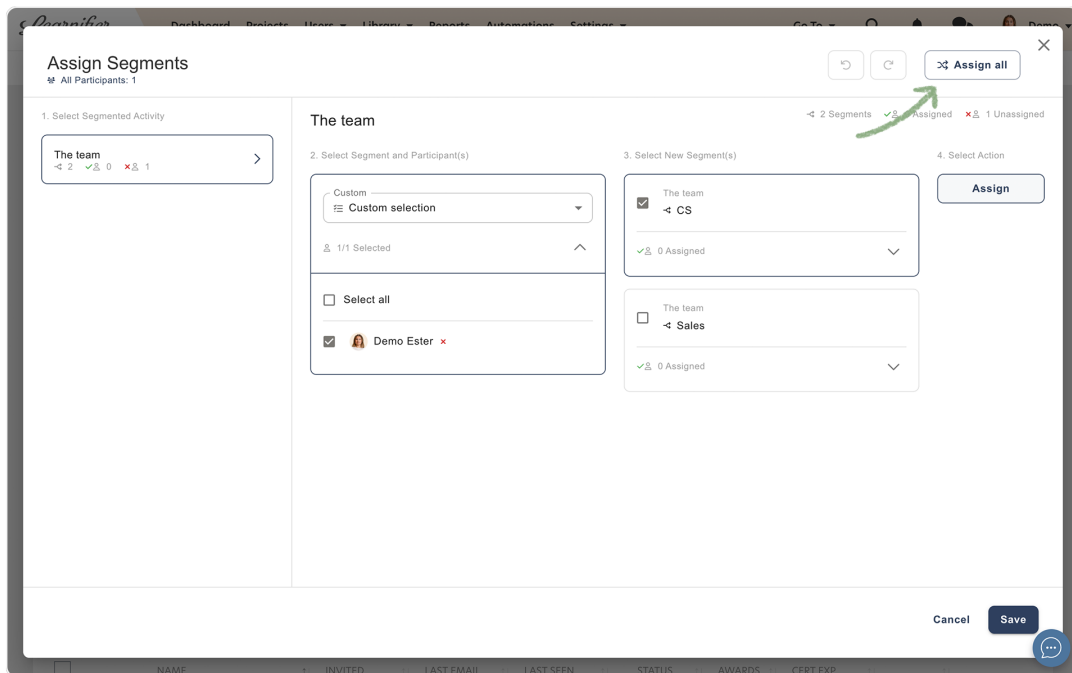 Learnifier
Dashboard Projects Users Library Reports Automations Settings Go To Demo
Assign Segments
All Participants: 1
Assign all
1. Select Segmented Activity
The team
2 0 1
The team
2 Segments Assigned 1 Unassigned
2. Select Segment and Participant(s)
3. Select New Segment(s)
4. Select Action
Custom
Custom selection
1/1 Selected
Select all
Demo Ester
The team
CS
0 Assigned
The team
Sales
0 Assigned
Assign
Cancel
Save
NAME INVITED LAST EMAIL LAST SEEN STATUS AWARDS CERT EXP